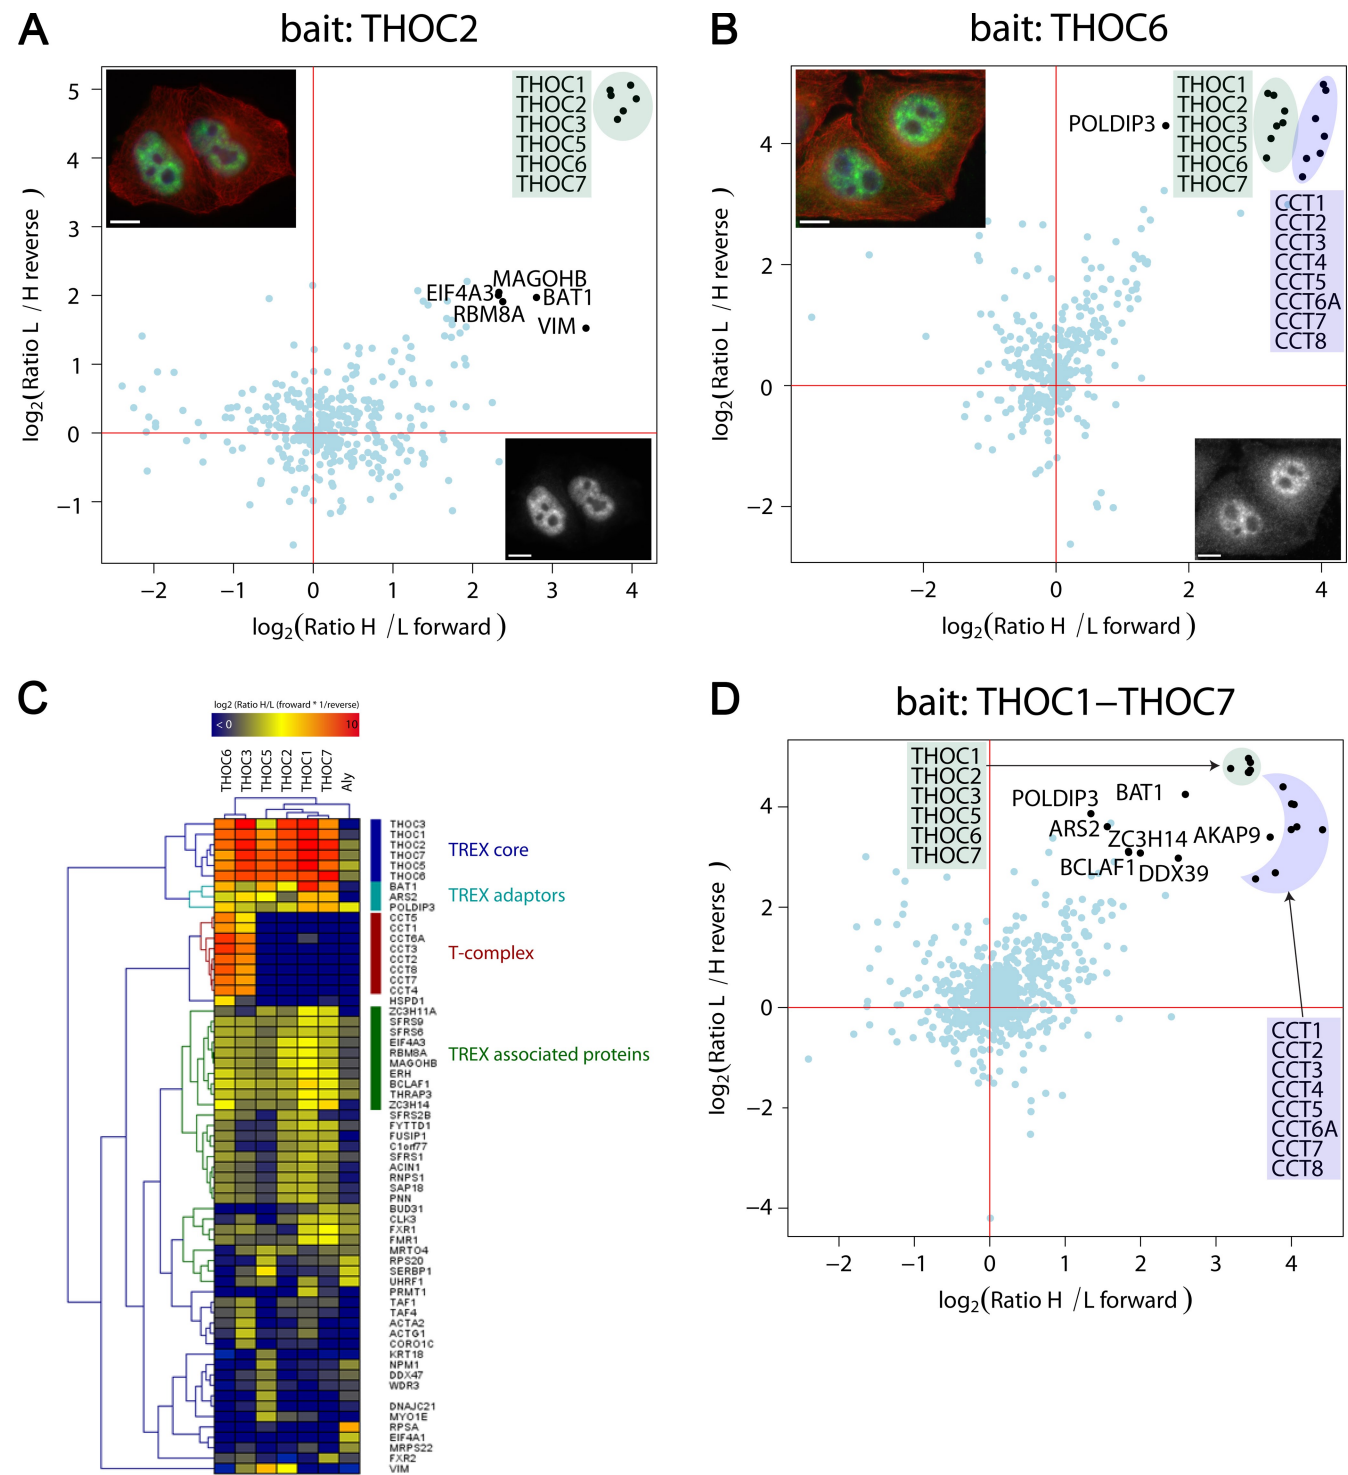 A
bait: THOC2
THOC1
THOC2
THOC3
THOC5
THOC6
THOC7
MAGOHB
EIF4A3
BAT1
RBM8A
VIM
5
4
3
2
1
0
−1
log2(Ratio L /H reverse)
−2 −1 0 1 2 3 4
log2(Ratio H /L forward)
B
bait: THOC6
POLDIP3
THOC1
THOC2
THOC3
THOC5
THOC6
THOC7
CCT1
CCT2
CCT3
CCT4
CCT5
CCT6A
CCT7
CCT8
4
2
0
−2
log2(Ratio L /H reverse)
−2 0 2 4
log2(Ratio H /L forward)
C
log2 (Ratio H/L (froward * 1/reverse)
< 0 10
THOC6 THOC3 THOC5 THOC2 THOC1 THOC7 Aly
THOC3
THOC1
THOC2
THOC7
THOC5
THOC6
BAT1
ARS2
POLDIP3
CCT5
CCT1
CCT6A
CCT3
CCT2
CCT8
CCT7
CCT4
HSPD1
ZC3H11A
SFRS9
SFRS6
EIF4A3
RBM8A
MAGOHB
ERH
BCLAF1
THRAP3
ZC3H14
SFRS2B
FYTTD1
FUSIP1
C1orf77
SFRS1
ACIN1
RNPS1
SAP18
PNN
BUD31
CLK3
FXR1
FMR1
MRTO4
RPS20
SERBP1
UHRF1
PRMT1
TAF1
TAF4
ACTA2
ACTG1
CORO1C
KRT18
NPM1
DDX47
WDR3
DNAJC21
MYO1E
RPSA
EIF4A1
MRPS22
FXR2
VIM
TREX core
TREX adaptors
T-complex
TREX associated proteins
D
bait: THOC1−THOC7
THOC1
THOC2
THOC3
THOC5
THOC6
THOC7
POLDIP3
BAT1
ARS2
ZC3H14
AKAP9
BCLAF1
DDX39
CCT1
CCT2
CCT3
CCT4
CCT5
CCT6A
CCT7
CCT8
4
2
0
−2
−4
log2(Ratio L /H reverse)
−2 −1 0 1 2 3 4
log2(Ratio H /L forward)